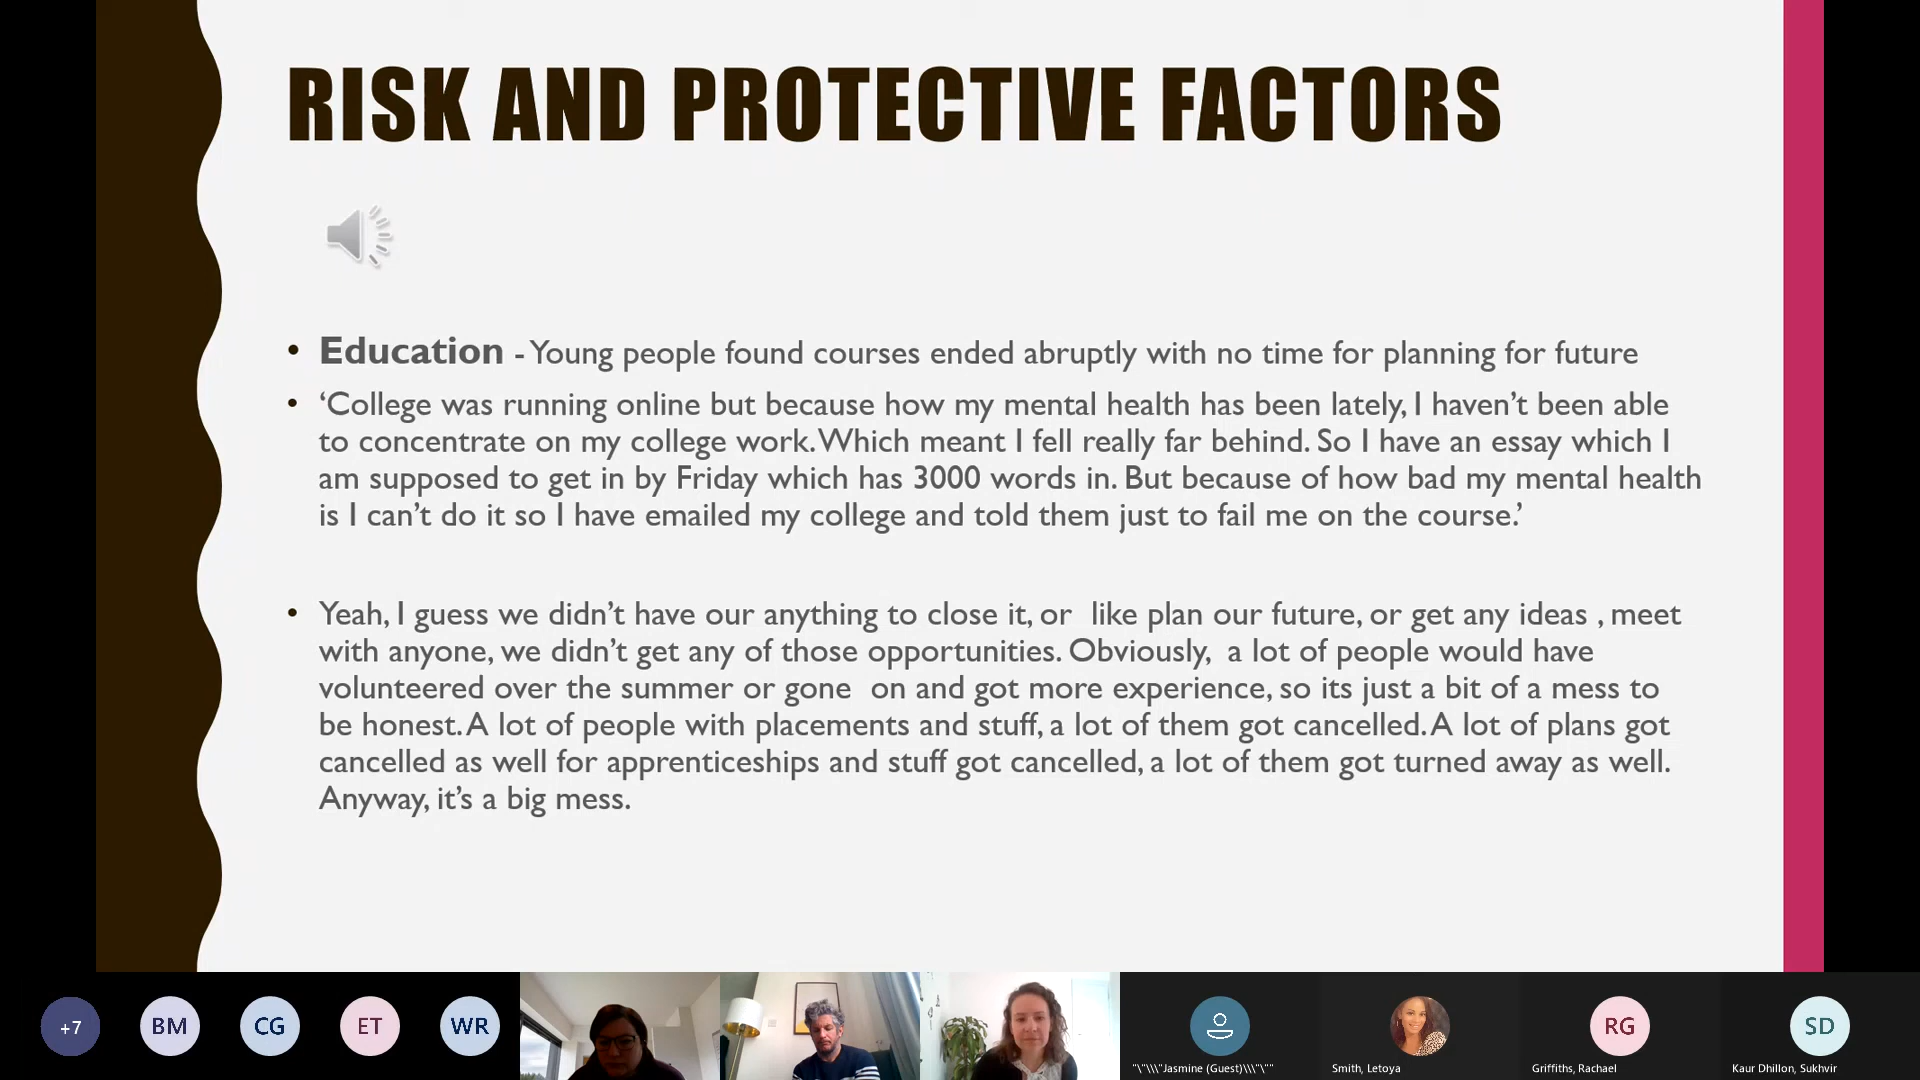 RISK AND PROTECTIVE FACTORS
• Education - Young people found courses ended abruptly with no time for planning for future
• ‘College was running online but because how my mental health has been lately, I haven’t been able
to concentrate on my college work. Which meant I fell really far behind. So I have an essay which I
am supposed to get in by Friday which has 3000 words in. But because of how bad my mental health
is I can’t do it so I have emailed my college and told them just to fail me on the course.’
• Yeah, I guess we didn’t have our anything to close it, or like plan our future, or get any ideas , meet
with anyone, we didn’t get any of those opportunities. Obviously, a lot of people would have
volunteered over the summer or gone on and got more experience, so its just a bit of a mess to
be honest. A lot of people with placements and stuff, a lot of them got cancelled. A lot of plans got
cancelled as well for apprenticeships and stuff got cancelled, a lot of them got turned away as well.
Anyway, it’s a big mess.
+7 BM CG ET WR RG SD
"\"\\\"Jasmine (Guest)\\\"\"" Smith, Letoya Griffiths, Rachael Kaur Dhillon, Sukhvir